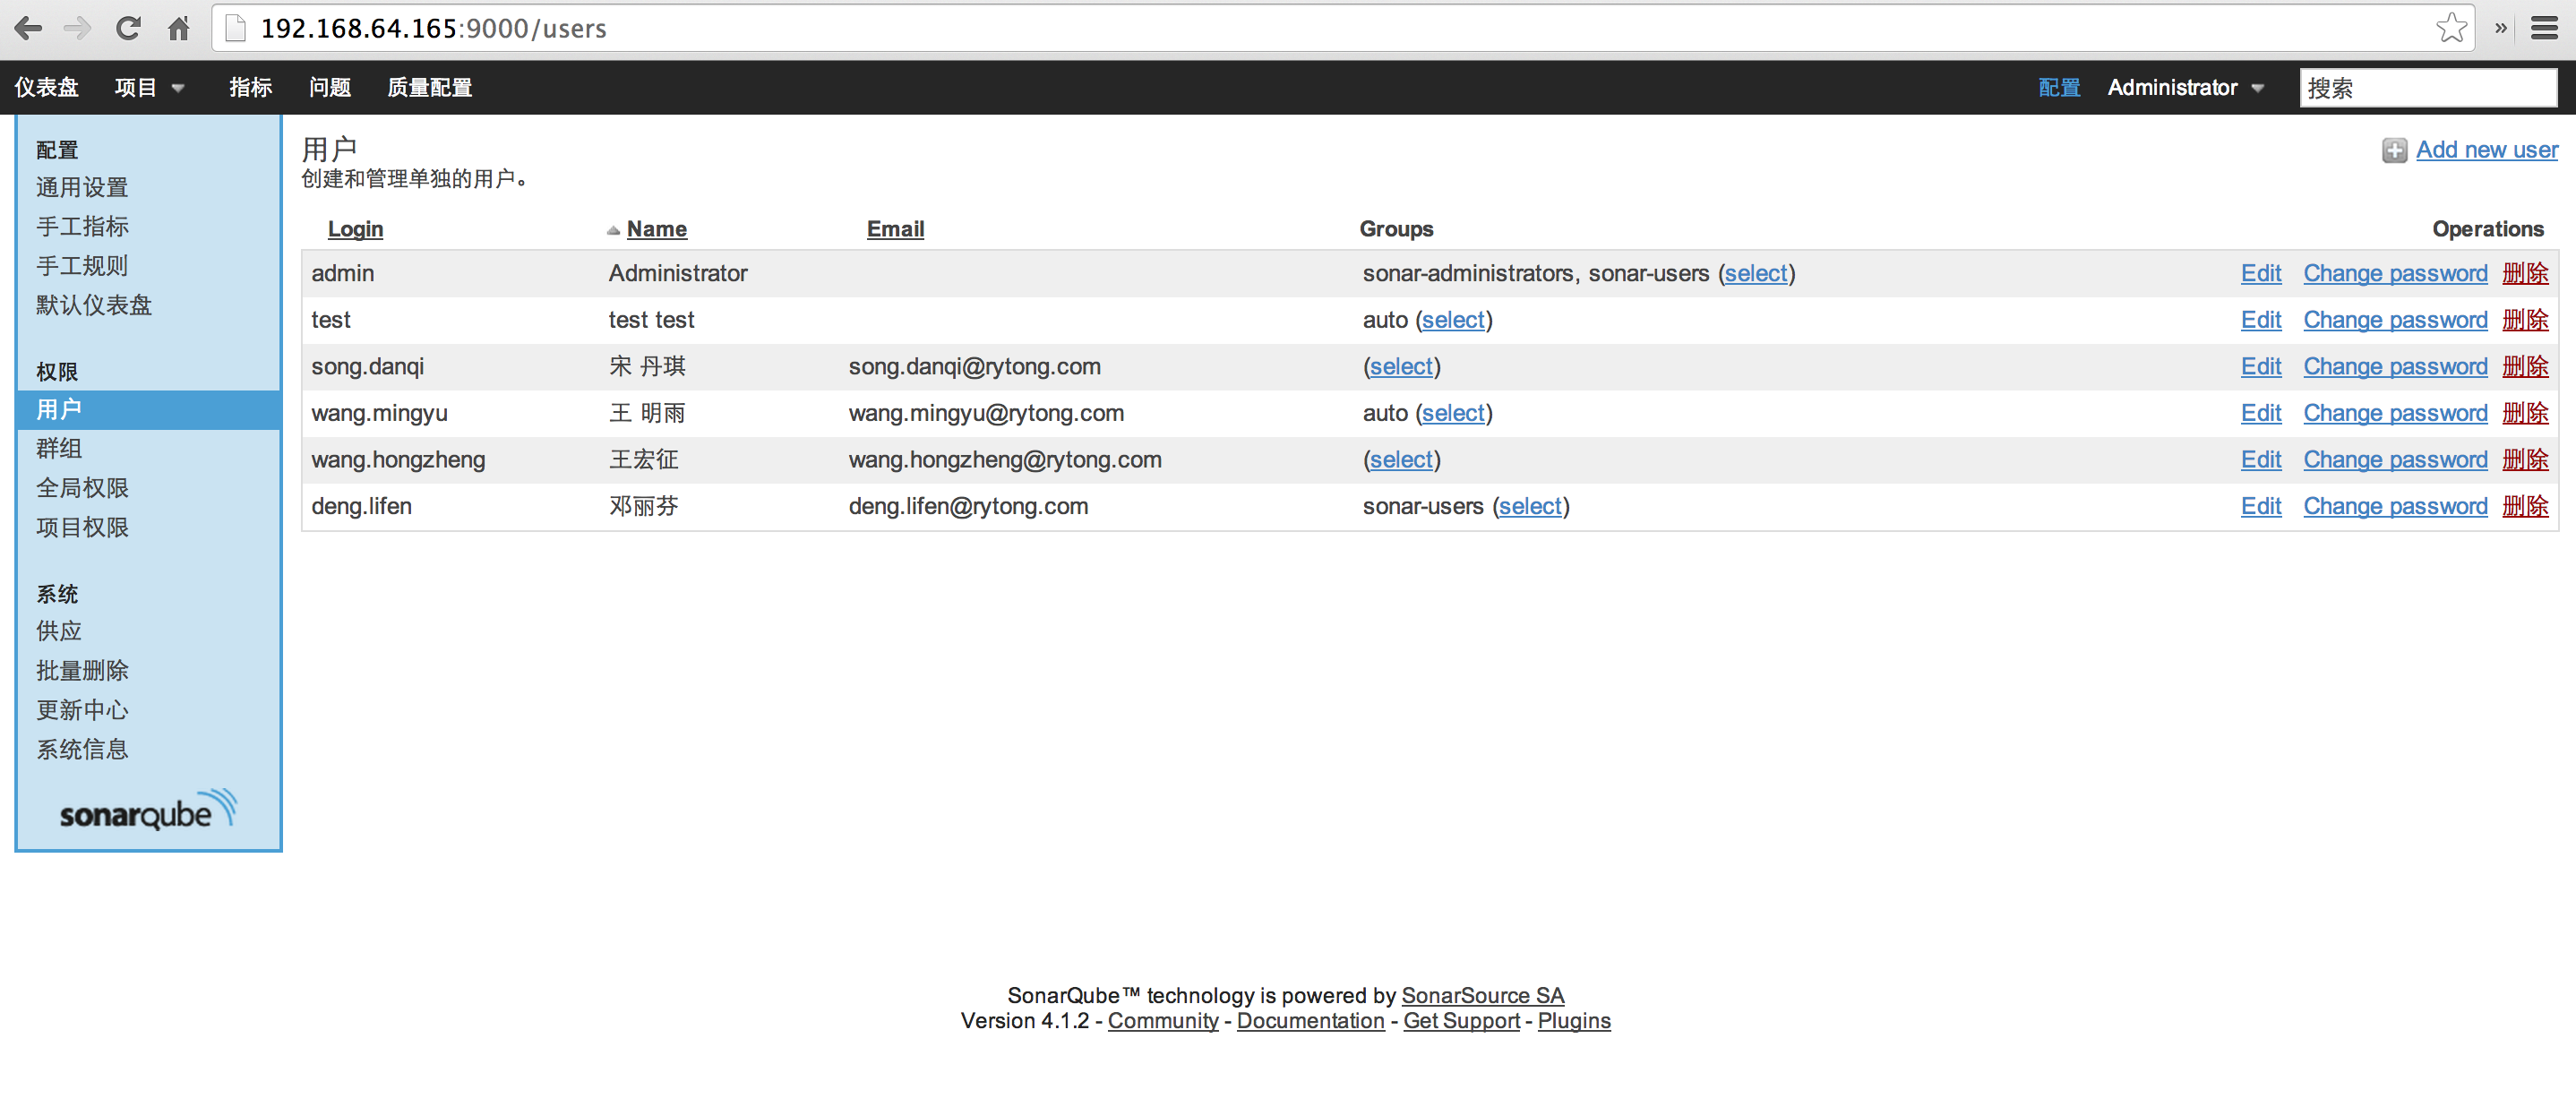 192.168.64.165:9000/users »
仪表盘 项目 指标 问题 质量配置 配置 Administrator 搜索
配置
通用设置
手工指标
手工规则
默认仪表盘
权限
用户
群组
全局权限
项目权限
系统
供应
批量删除
更新中心
系统信息
sonarqube
用户 Add new user
创建和管理单独的用户。
Login Name Email Groups Operations
admin Administrator sonar-administrators, sonar-users (select) Edit Change password 删除
test test test auto (select) Edit Change password 删除
song.danqi 宋 丹琪 song.danqi@rytong.com (select) Edit Change password 删除
wang.mingyu 王 明雨 wang.mingyu@rytong.com auto (select) Edit Change password 删除
wang.hongzheng 王宏征 wang.hongzheng@rytong.com (select) Edit Change password 删除
deng.lifen 邓丽芬 deng.lifen@rytong.com sonar-users (select) Edit Change password 删除
SonarQube™ technology is powered by SonarSource SA
Version 4.1.2 - Community - Documentation - Get Support - Plugins